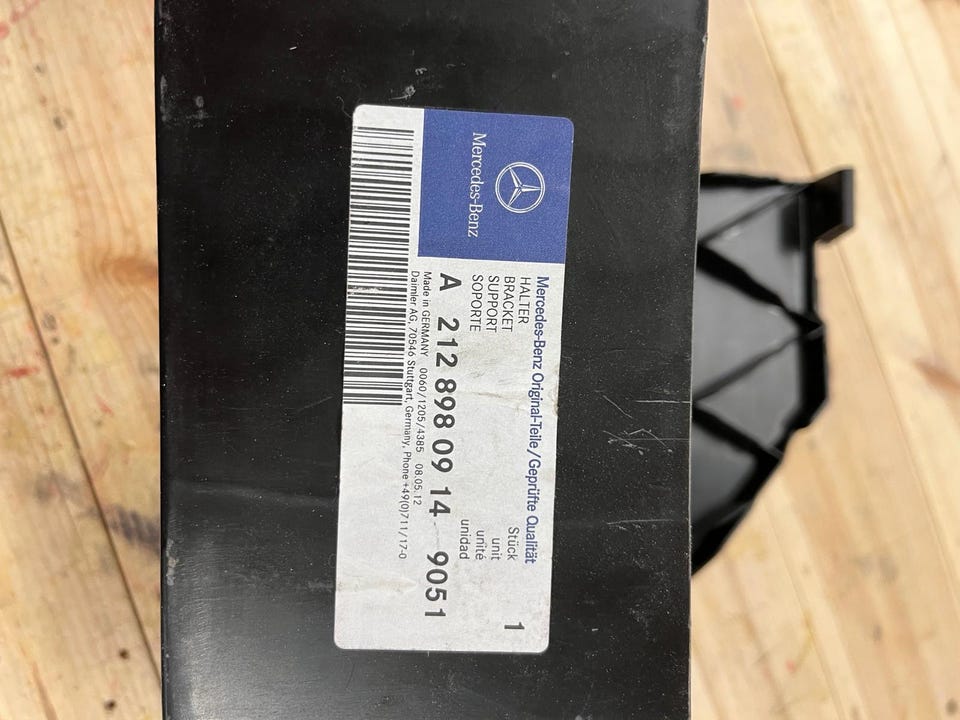 Mercedes-Benz
Mercedes-Benz Original-Teile/Geprüfte Qualität
HALTER Stück 1
BRACKET unit
SUPPORT unité
SOPORTE unidad
A 212 898 09 14 9051
Made in GERMANY 0060/1205/4385 08.05.12
Daimler AG, 70546 Stuttgart, Germany, Phone +49(0)711/17-0